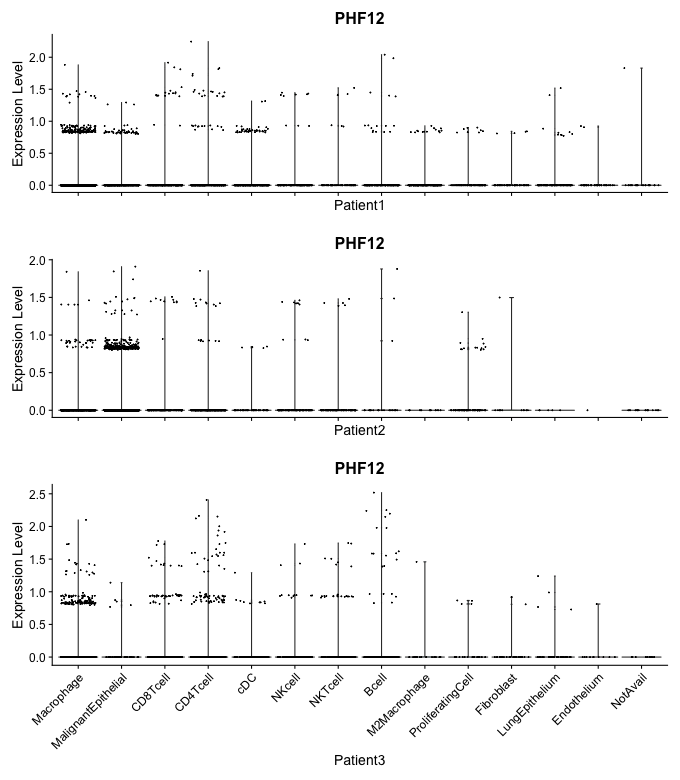 PHF12
Expression Level
2.0
1.5
1.0
0.5
0.0
Patient1
PHF12
Expression Level
2.0
1.5
1.0
0.5
0.0
Patient2
PHF12
Expression Level
2.5
2.0
1.5
1.0
0.5
0.0
Macrophage
MalignantEpithelial
CD8Tcell
CD4Tcell
cDC
NKcell
NKTcell
Bcell
M2Macrophage
ProliferatingCell
Fibroblast
LungEpithelium
Endothelium
NotAvail
Patient3